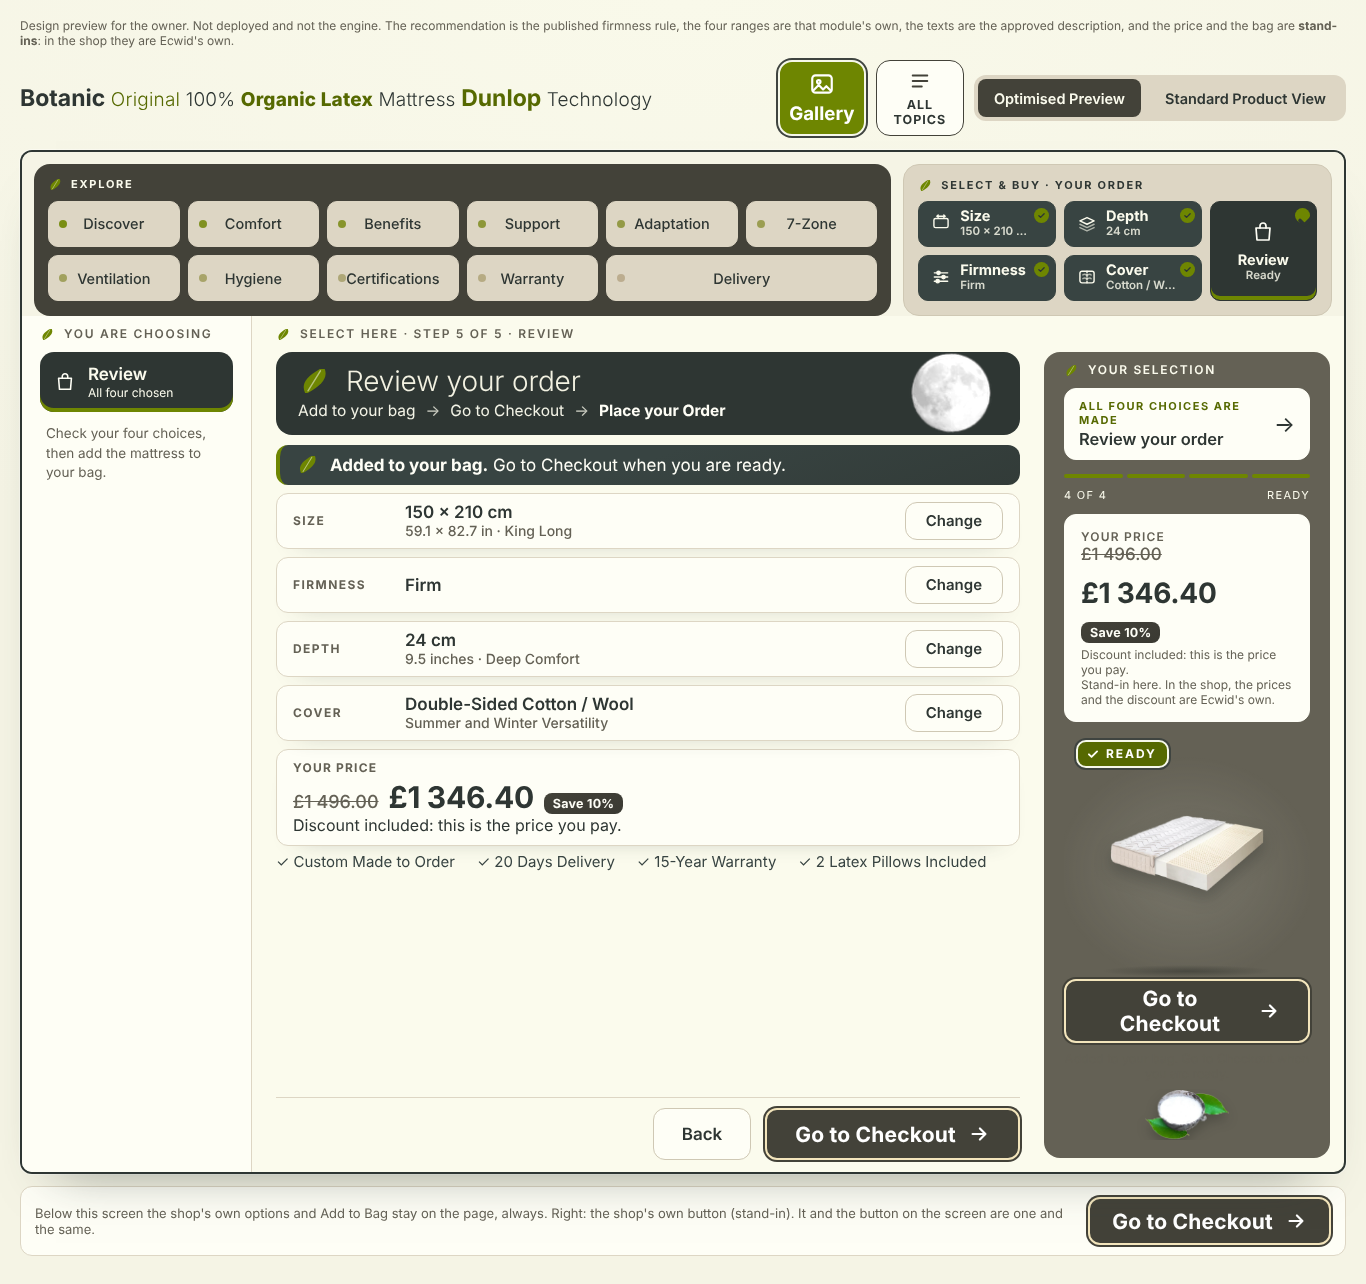 Design preview for the owner. Not deployed and not the engine. The recommendation is the published firmness rule, the four ranges are that module's own, the texts are the approved description, and the price and the bag are stand-
ins: in the shop they are Ecwid's own.
Botanic Original 100% Organic Latex Mattress Dunlop Technology
Gallery
ALL
TOPICS
Optimised Preview
Standard Product View
EXPLORE
Discover
Comfort
Benefits
Support
Adaptation
7-Zone
Ventilation
Hygiene
Certifications
Warranty
Delivery
SELECT & BUY · YOUR ORDER
Size
150 × 210 ...
Depth
24 cm
Firmness
Firm
Cover
Cotton / W...
Review
Ready
YOU ARE CHOOSING
Review
All four chosen
Check your four choices,
then add the mattress to
your bag.
SELECT HERE · STEP 5 OF 5 · REVIEW
Review your order
Add to your bag → Go to Checkout → Place your Order
Added to your bag. Go to Checkout when you are ready.
SIZE
150 × 210 cm
59.1 × 82.7 in · King Long
Change
FIRMNESS
Firm
Change
DEPTH
24 cm
9.5 inches · Deep Comfort
Change
COVER
Double-Sided Cotton / Wool
Summer and Winter Versatility
Change
YOUR PRICE
£1 496.00 £1 346.40 Save 10%
Discount included: this is the price you pay.
✓ Custom Made to Order ✓ 20 Days Delivery ✓ 15-Year Warranty ✓ 2 Latex Pillows Included
Back
Go to Checkout →
YOUR SELECTION
ALL FOUR CHOICES ARE
MADE
Review your order
→
4 OF 4
READY
YOUR PRICE
£1 496.00
£1 346.40
Save 10%
Discount included: this is the price
you pay.
Stand-in here. In the shop, the prices
and the discount are Ecwid's own.
✓ READY
Go to
Checkout →
Below this screen the shop's own options and Add to Bag stay on the page, always. Right: the shop's own button (stand-in). It and the button on the screen are one and
the same.
Go to Checkout →